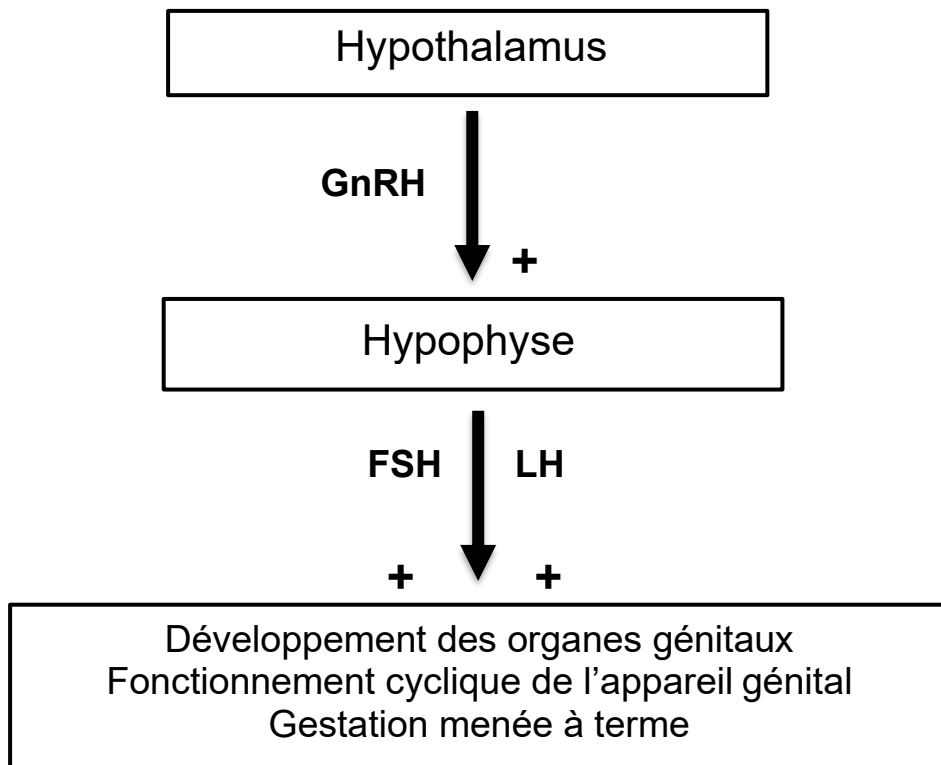 Hypothalamus
GnRH
+
Hypophyse
FSH LH
+ +
Développement des organes génitaux
Fonctionnement cyclique de l’appareil génital
Gestation menée à terme